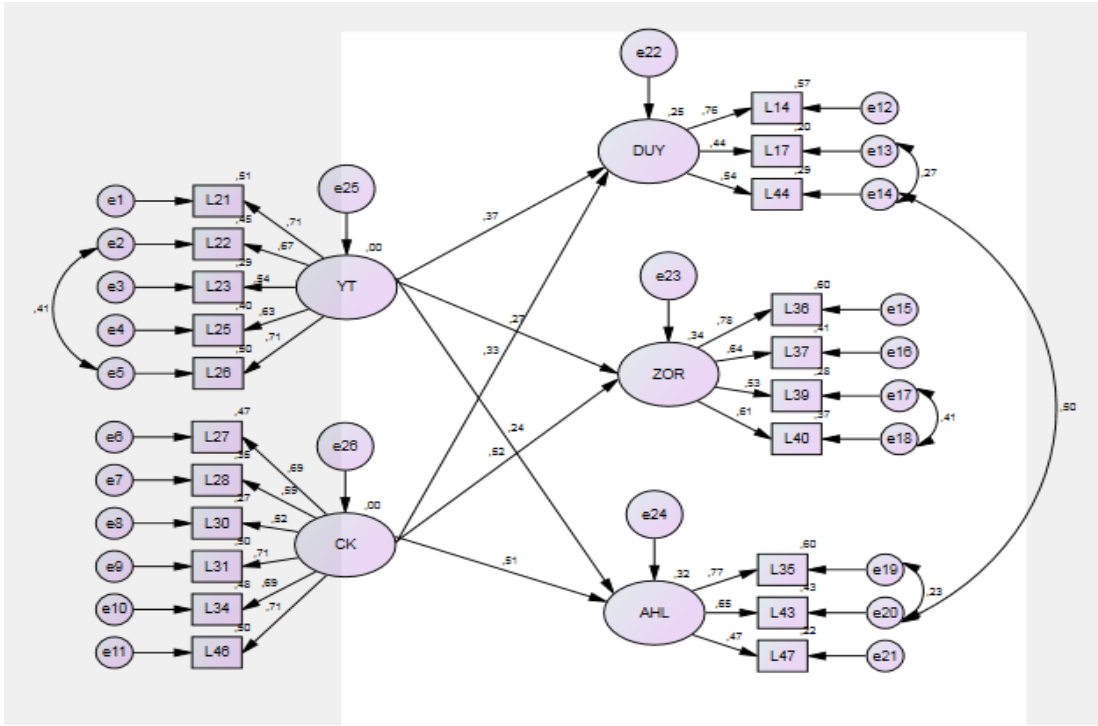 e22
,57
,25
,76
L14
e12
,20
DUY
,44
L17
e13
,27
,54
,29
L44
e14
e25
,51
e1
L21
,71
,37
,45
e2
L22
,67
,00
,29
e3
L23
,54
YT
e23
,41
,40
e4
L25
,63
,60
,27
,78
L36
e15
,50
,34
,41
e5
L26
,71
,33
,64
L37
e16
ZOR
,28
,53
L39
e17
,50
,37
,41
,47
,61
L40
e18
e6
L27
e26
,24
,35
,69
,52
e7
L28
,59
,00
,27
e8
L30
,52
e24
,50
CK
e9
L31
,71
,51
,60
,48
,32
,77
L35
e19
e10
L34
,69
,43
,23
,50
,71
AHL
,65
L43
e20
e11
L46
,22
,47
L47
e21